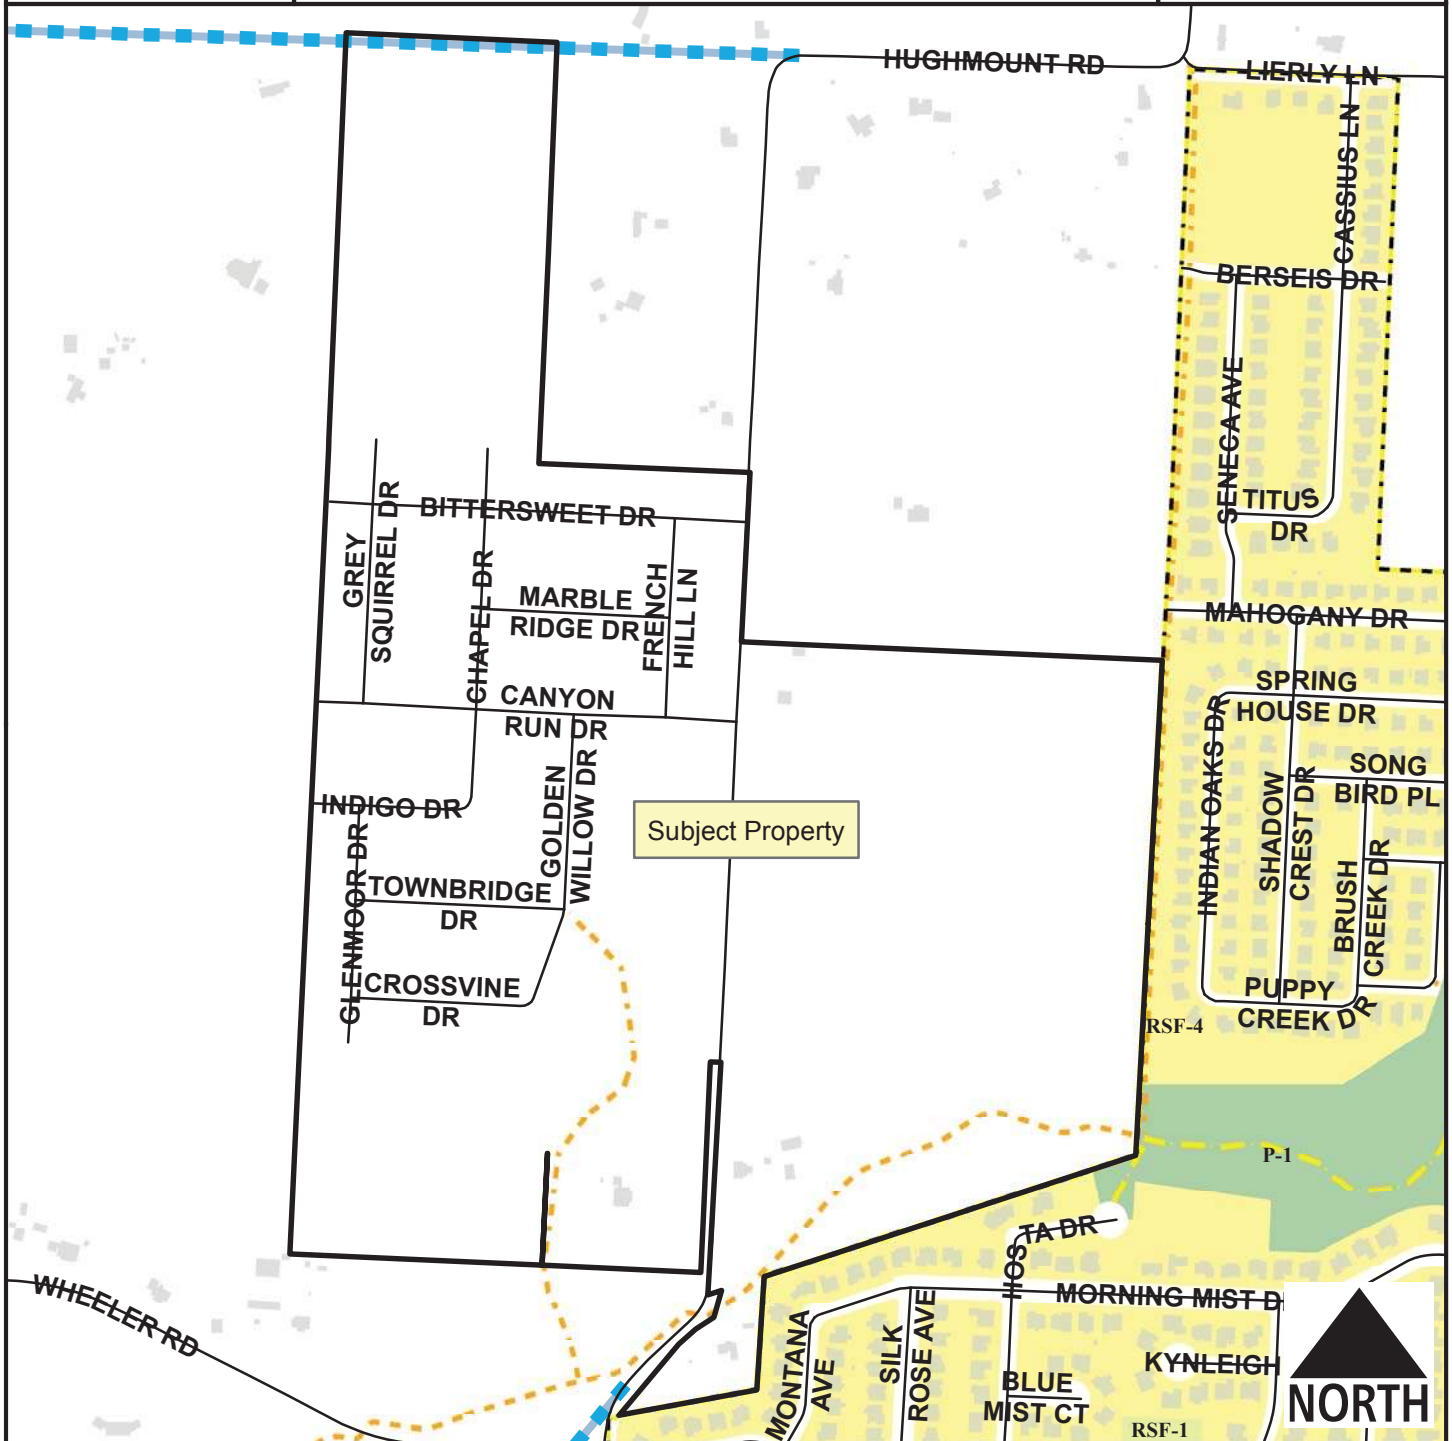 HUGHMOUNT RD
LIERLY LN
CASSIUS LN
BERSEIS DR
SENECA AVE
TITUS
DR
BITTERSWEET DR
GREY
SQUIRREL DR
CHAPEL DR
MARBLE
RIDGE DR
FRENCH
HILL LN
MAHOGANY DR
CANYON
RUN DR
SPRING
HOUSE DR
INDIAN OAKS DR
SHADOW
CREST DR
SONG
BIRD PL
BRUSH
CREEK DR
INDIGO DR
GOLDEN
WILLOW DR
Subject Property
GLENMOOR DR
TOWNBRIDGE
DR
CROSSVINE
DR
PUPPY
CREEK DR
RSF-4
P-1
HOSTA DR
WHEELER RD
MORNING MIST D
MONTANA
AVE
SILK
ROSE AVE
BLUE
MIST CT
KYNLEIGH
RSF-1
NORTH